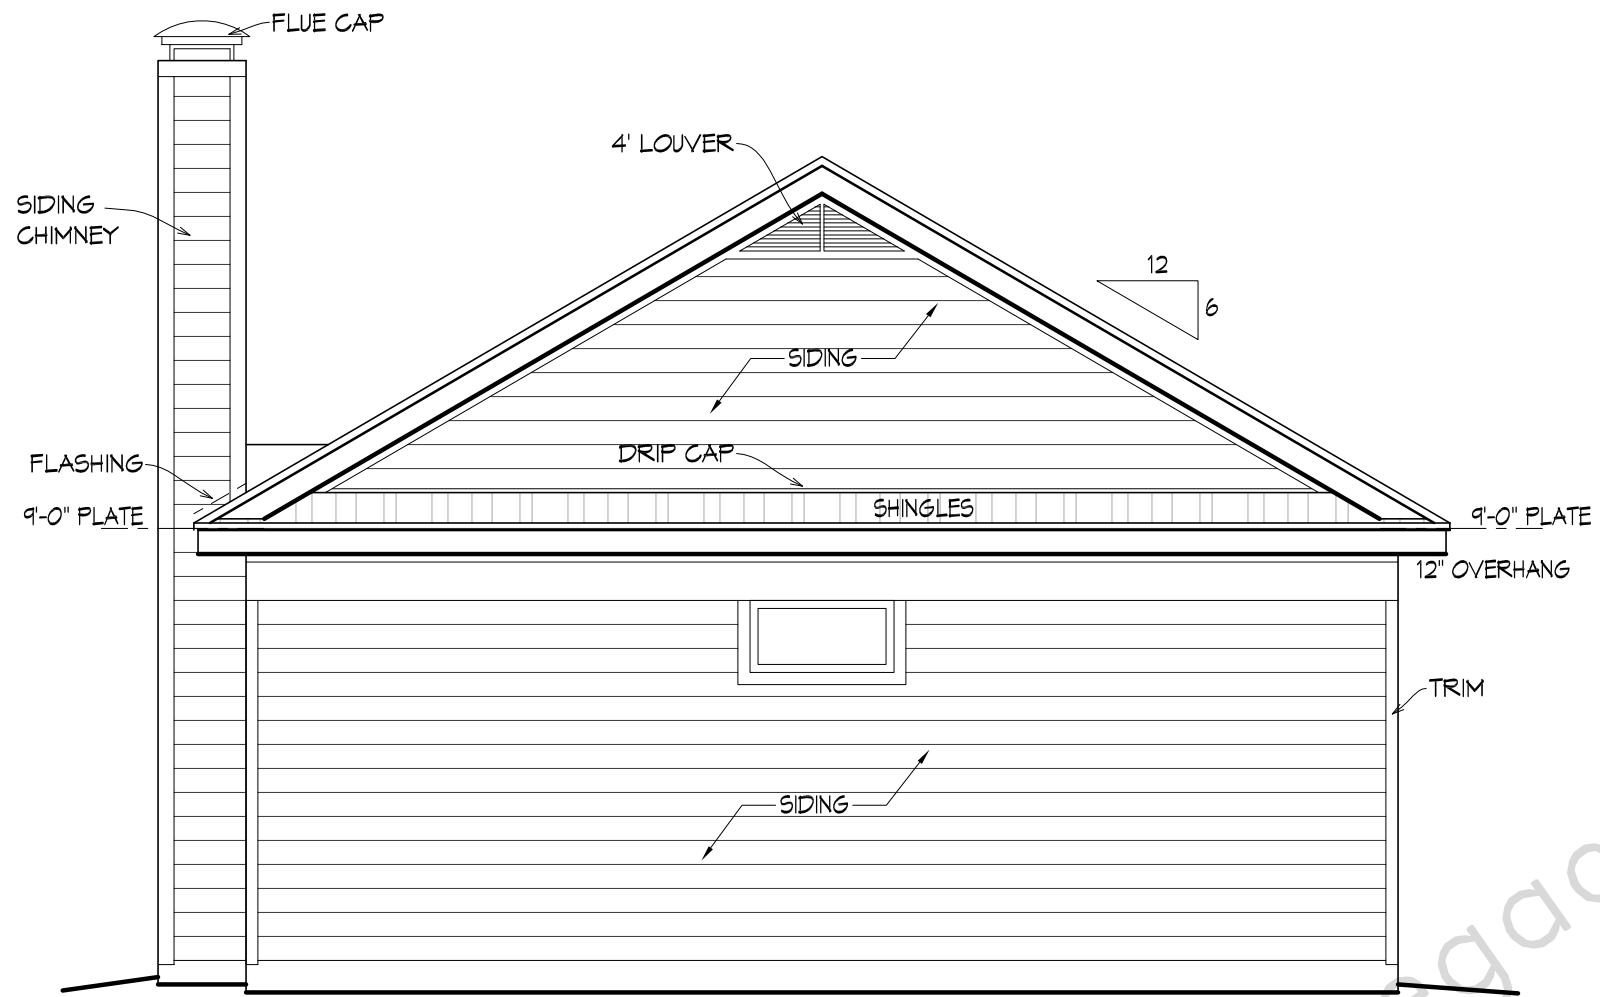 FLUE CAP
4' LOUVER
SIDING
CHIMNEY
12
6
SIDING
DRIP CAP
FLASHING
SHINGLES
9'-0" PLATE
9'-0" PLATE
12" OVERHANG
TRIM
SIDING